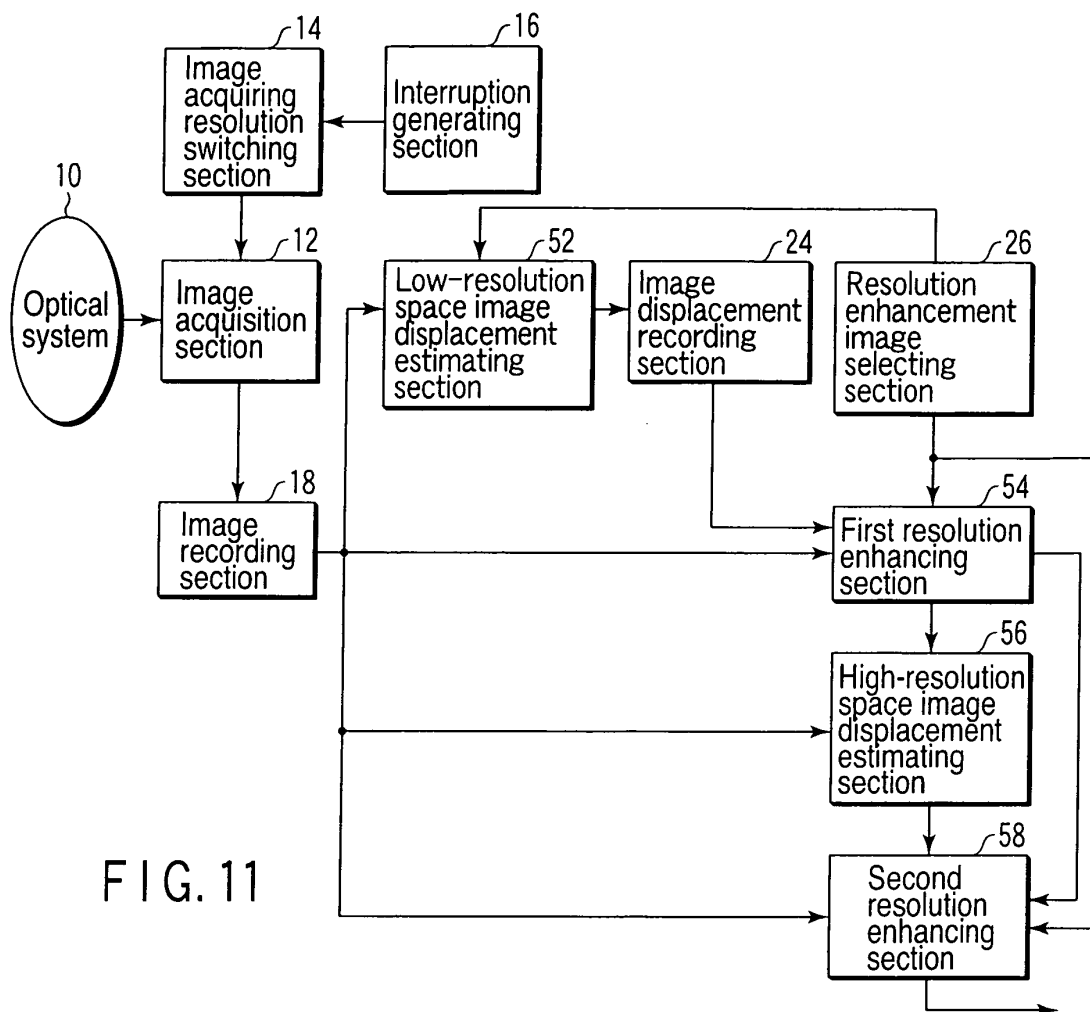 14
Image
acquiring
resolution
switching
section
16
Interruption
generating
section
10
Optical
system
12
Image
acquisition
section
52
Low-resolution
space image
displacement
estimating
section
24
Image
displacement
recording
section
26
Resolution
enhancement
image
selecting
section
18
Image
recording
section
54
First resolution
enhancing
section
56
High-resolution
space image
displacement
estimating
section
58
Second
resolution
enhancing
section
FIG. 11